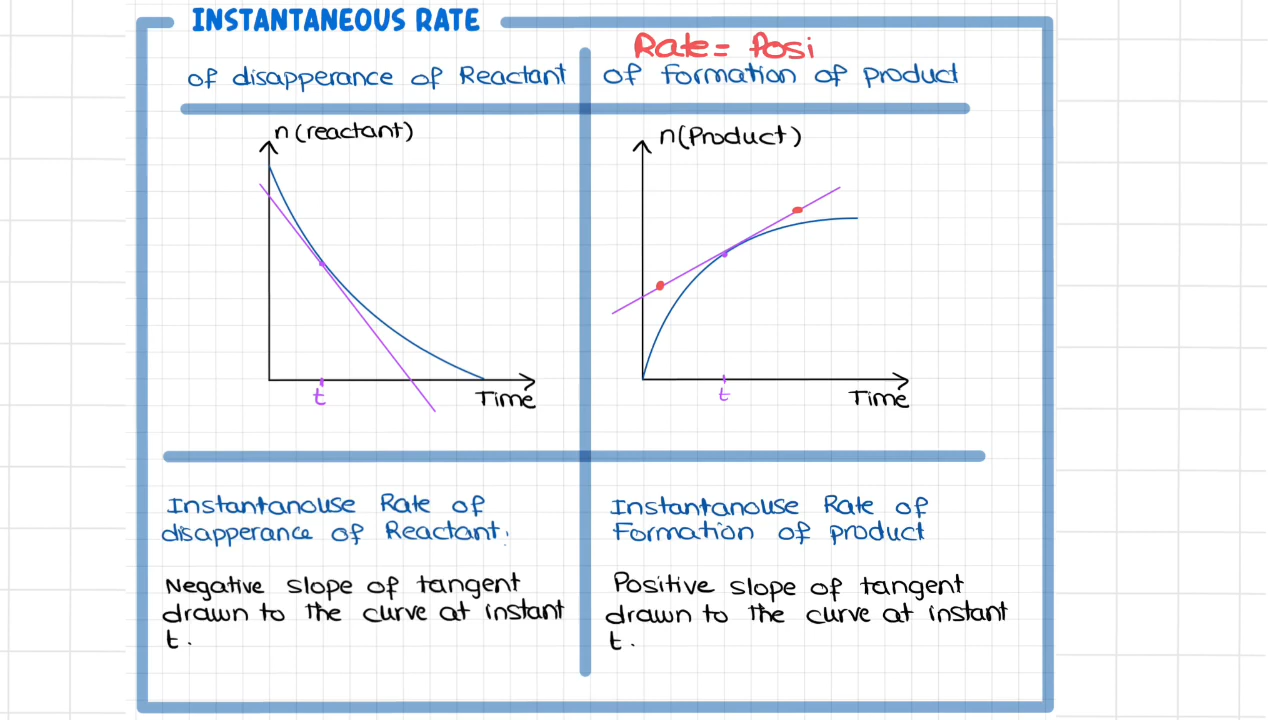 INSTANTANEOUS RATE
of disapperance of Reactant
Rate= Posi
of formation of product
n(reactant)
t
Time
n(Product)
t
Time
Instantanouse Rate of
disapperance of Reactant.
Negative slope of tangent
drawn to the curve at instant
t.
Instantanouse Rate of
Formation of product
Positive slope of tangent
drawn to the curve at instant
t.